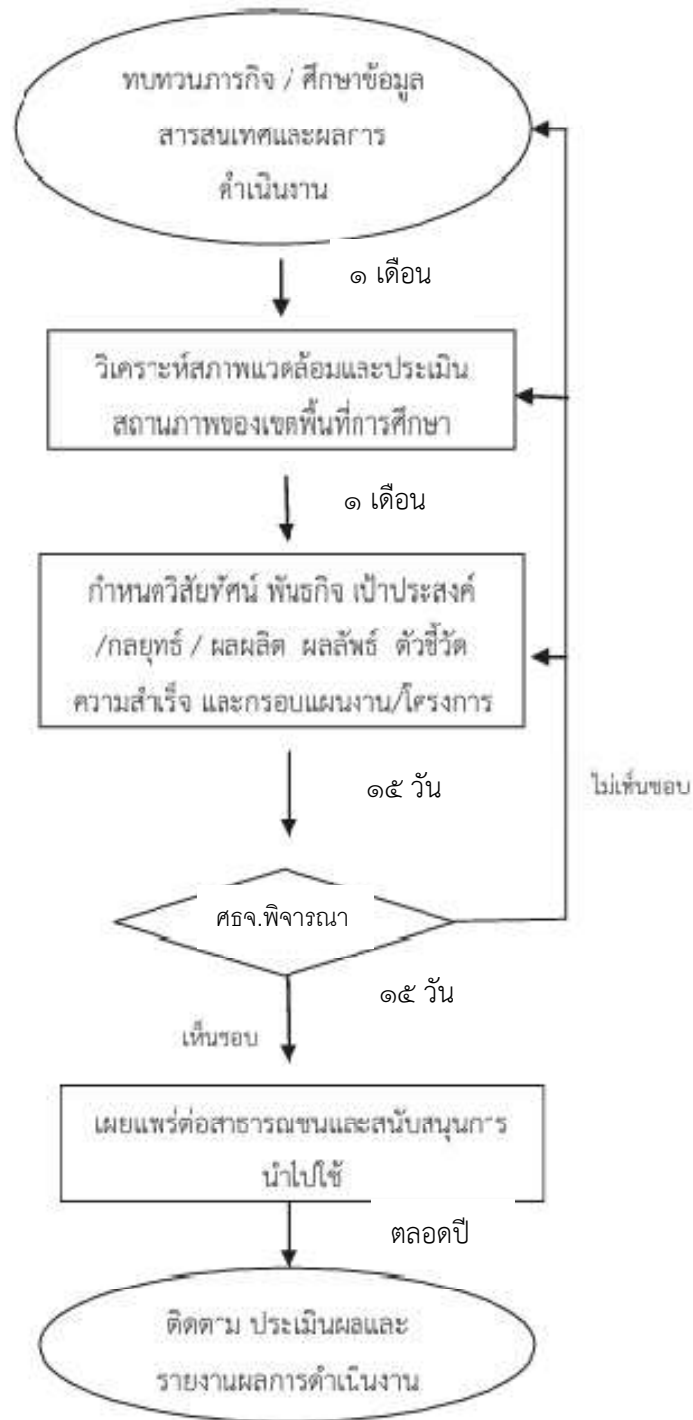 ทบทวนภารกิจ / ศึกษาข้อมูล
สารสนเทศและผลการ
ดำเนินงาน
๑ เดือน
วิเคราะห์สภาพแวดล้อมและประเมิน
สถานภาพของเขตพื้นที่การศึกษา
๑ เดือน
กำหนดวิสัยทัศน์ พันธกิจ เป้าประสงค์
/กลยุทธ์ / ผลผลิต ผลลัพธ์ ตัวชี้วัด
ความสำเร็จ และกรอบแผนงาน/โครงการ
๑๕ วัน
ไม่เห็นชอบ
ศธจ.พิจารณา
๑๕ วัน
เห็นชอบ
เผยแพร่ต่อสาธารณชนและสนับสนุนการ
นำไปใช้
ตลอดปี
ติดตาม ประเมินผลและ
รายงานผลการดำเนินงาน